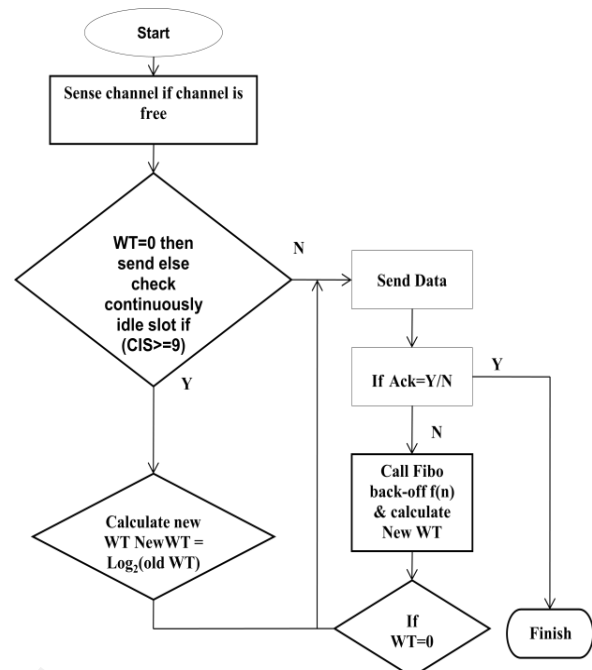 Start
Sense channel if channel is
free
WT=0 then
send else
check
continuously
idle slot if
(CIS>=9)
N
Y
Send Data
If Ack=Y/N
Y
N
Call Fibo
back-off f(n)
& calculate
New WT
Calculate new
WT NewWT =
Log₂(old WT)
If
WT=0
Finish